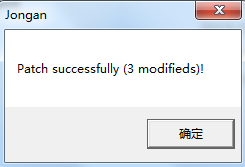 Jongan
Patch successfully (3 modifieds)!
确定